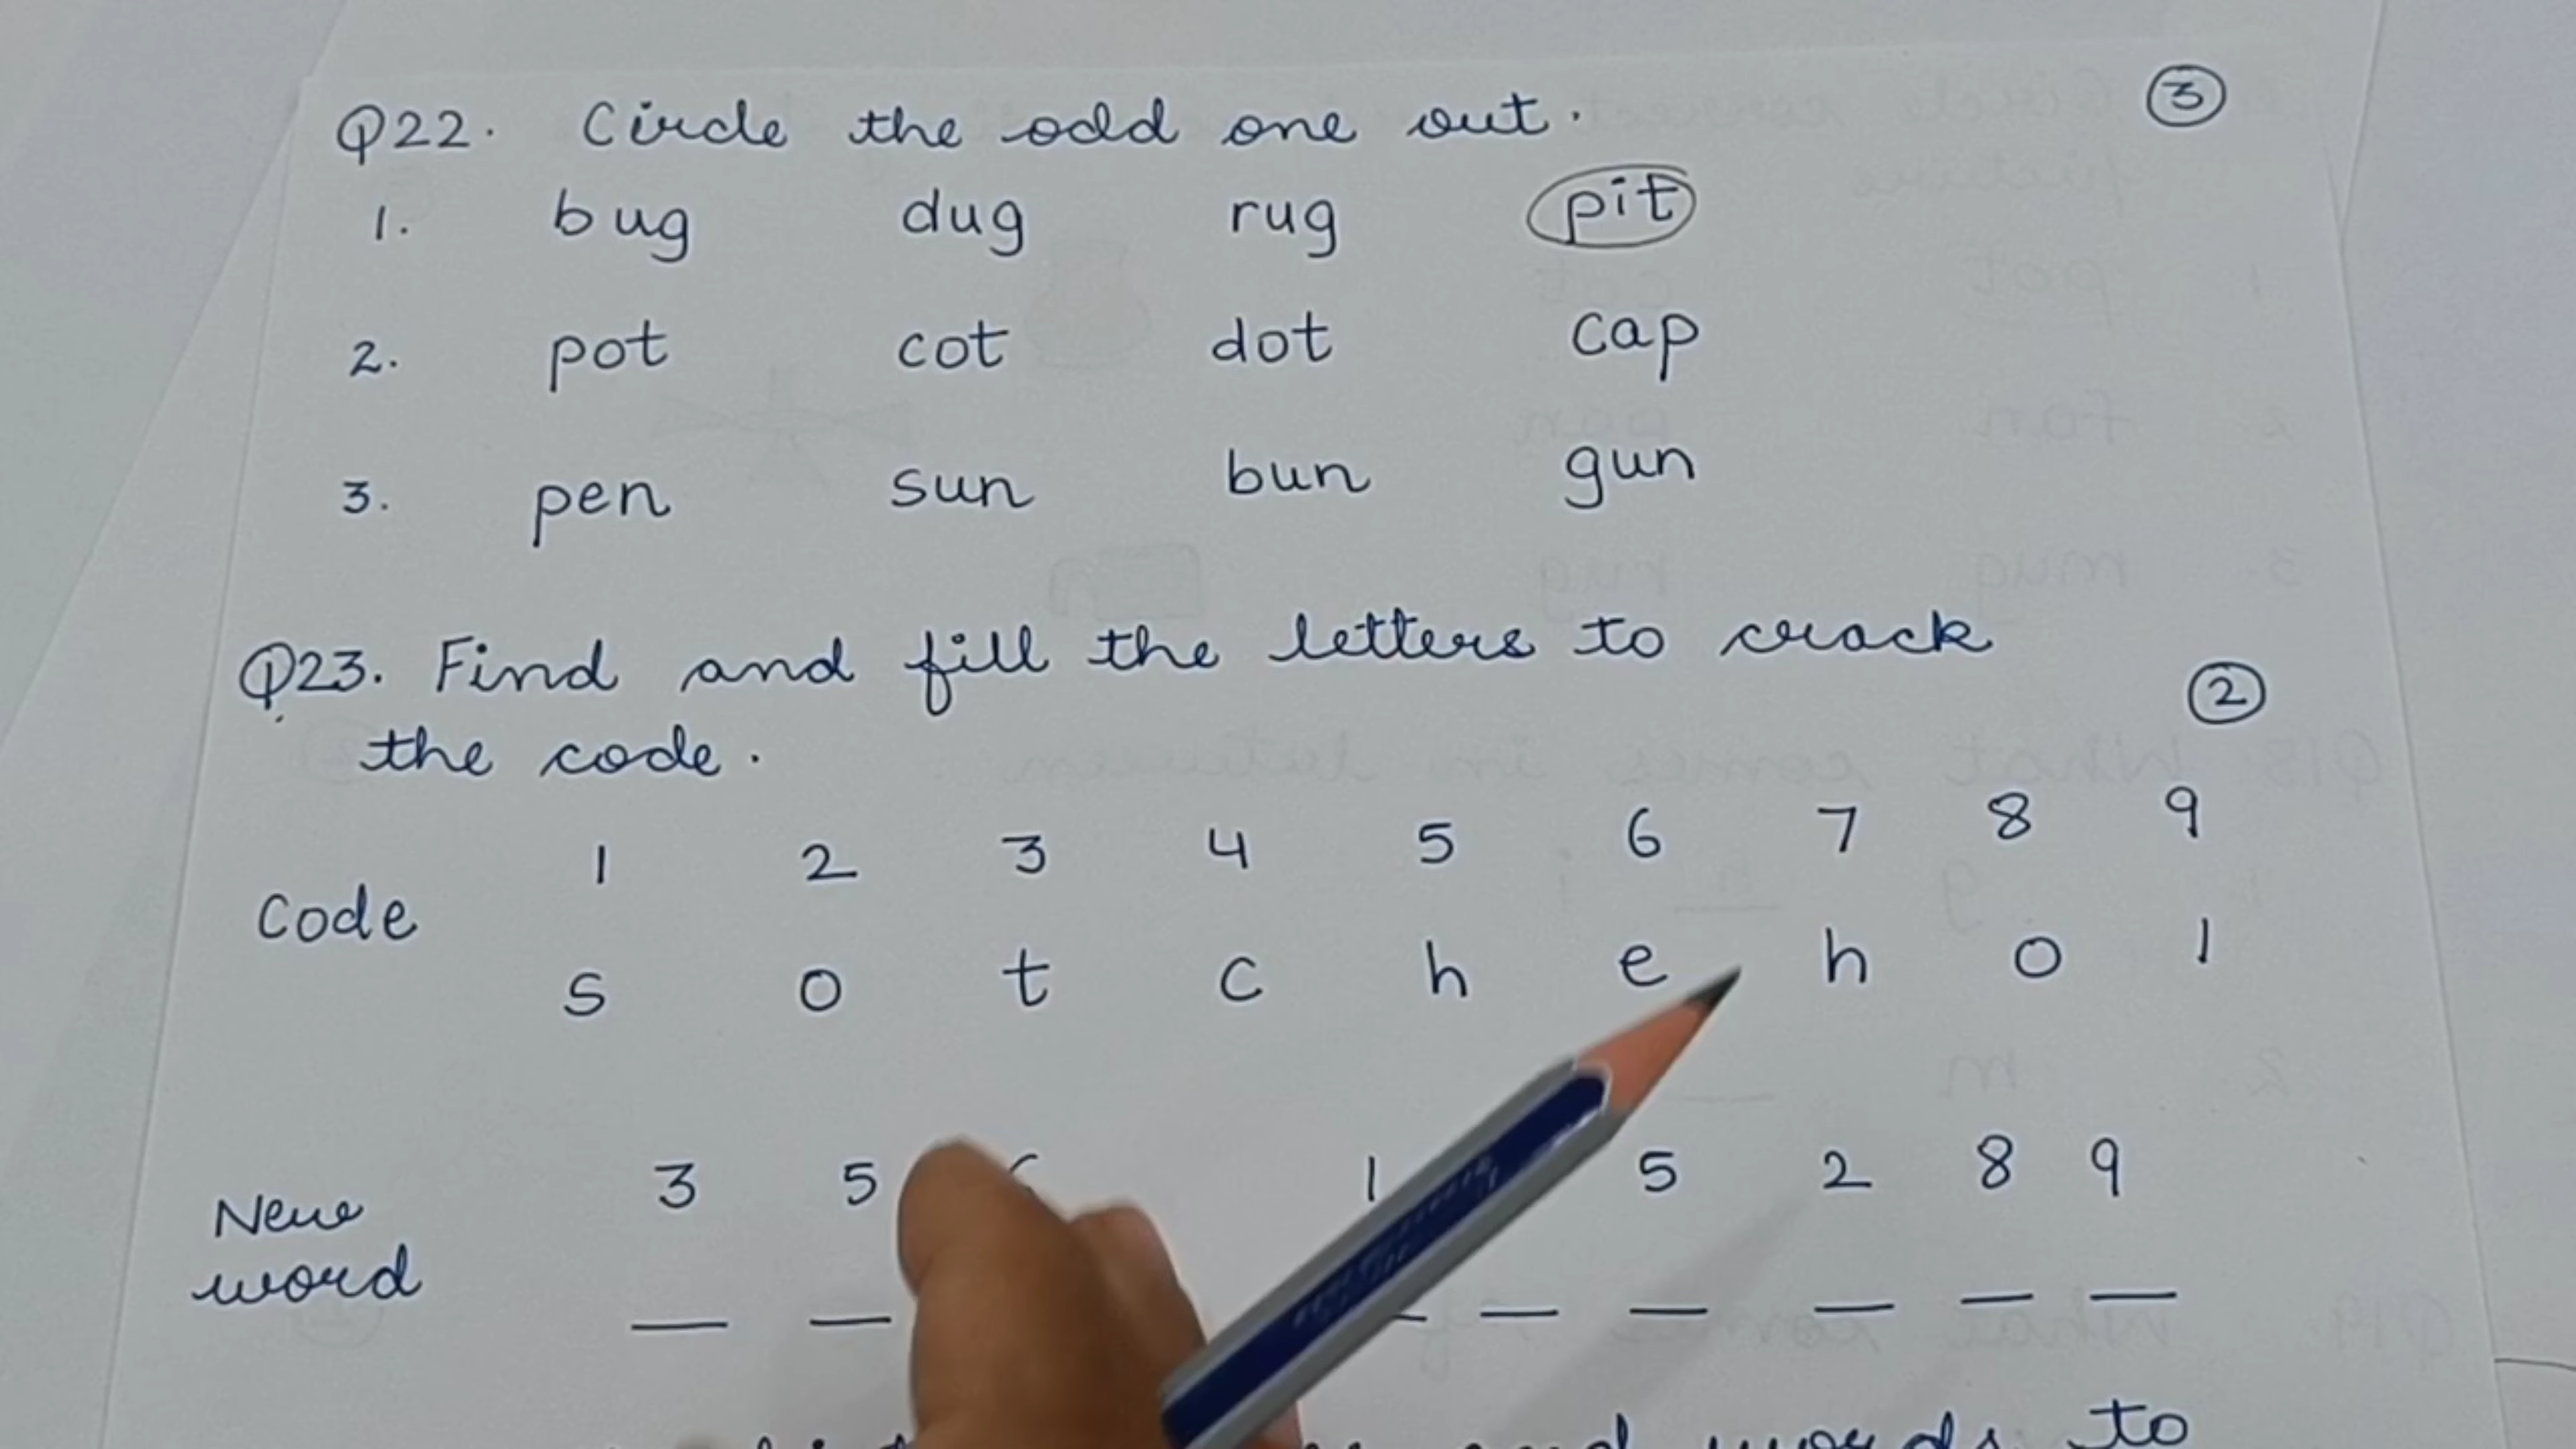 Q22. Circle the odd one out. 3
1. bug dug rug pit
2. pot cot dot cap
3. pen sun bun gun
Q23. Find and fill the letters to crack 2
the code.
1 2 3 4 5 6 7 8 9
Code
s o t c h e h o l
3 5 1 5 2 8 9
New
word
words to